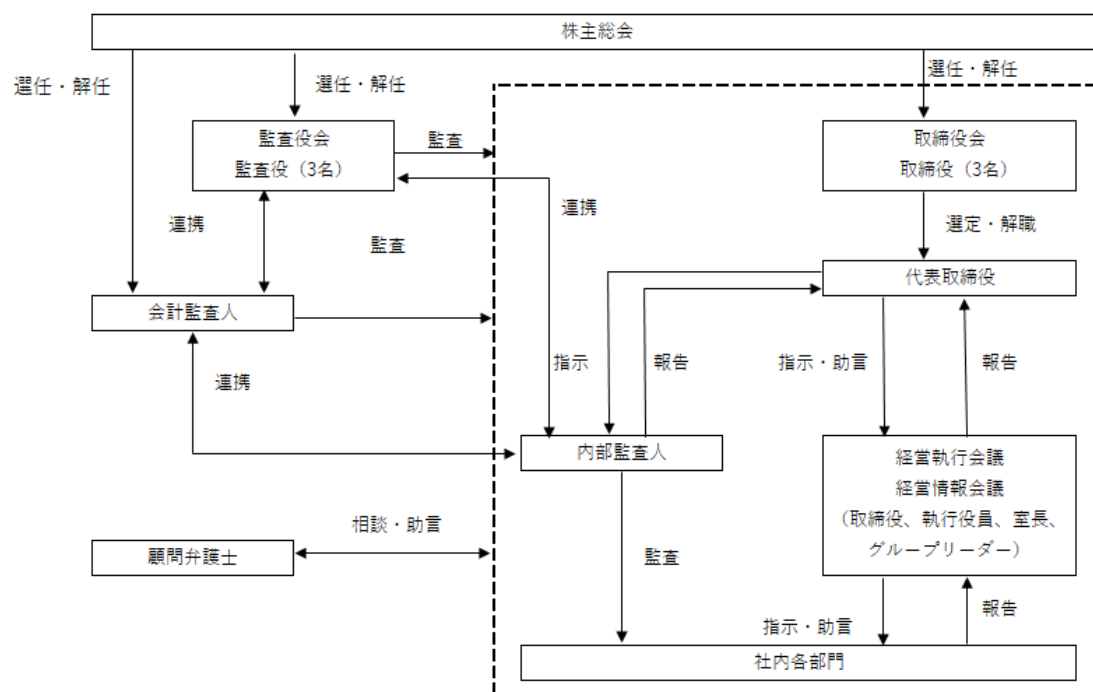 株主総会
選任・解任
選任・解任
選任・解任
監査役会
監査役（3名）
監査
取締役会
取締役（3名）
連携
連携
選定・解職
監査
代表取締役
会計監査人
指示
報告
指示・助言
報告
連携
内部監査人
経営執行会議
経営情報会議
（取締役、執行役員、室長、
グループリーダー）
相談・助言
顧問弁護士
監査
報告
指示・助言
社内各部門